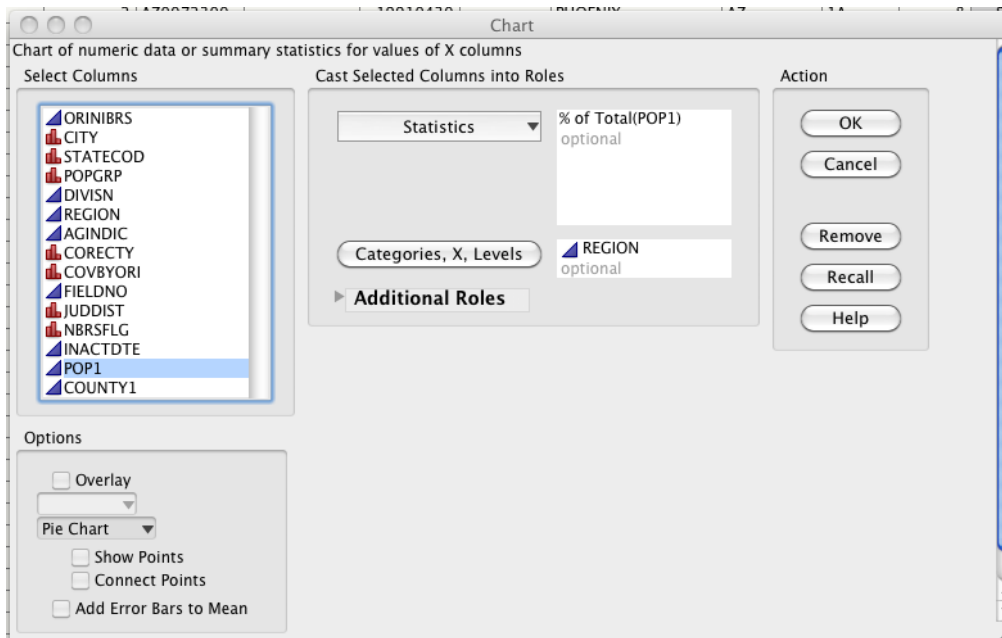 PHOENIX
Chart
Chart of numeric data or summary statistics for values of X columns
Select Columns
ORINIBRS
CITY
STATECOD
POPGRP
DIVISN
REGION
AGINDIC
CORECTY
COVBYORI
FIELDNO
JUDDIST
NBRSFLG
INACTDTE
POP1
COUNTY1
Cast Selected Columns into Roles
Statistics
% of Total(POP1)
optional
Categories, X, Levels
REGION
optional
Additional Roles
Action
OK
Cancel
Remove
Recall
Help
Options
Overlay
Pie Chart
Show Points
Connect Points
Add Error Bars to Mean